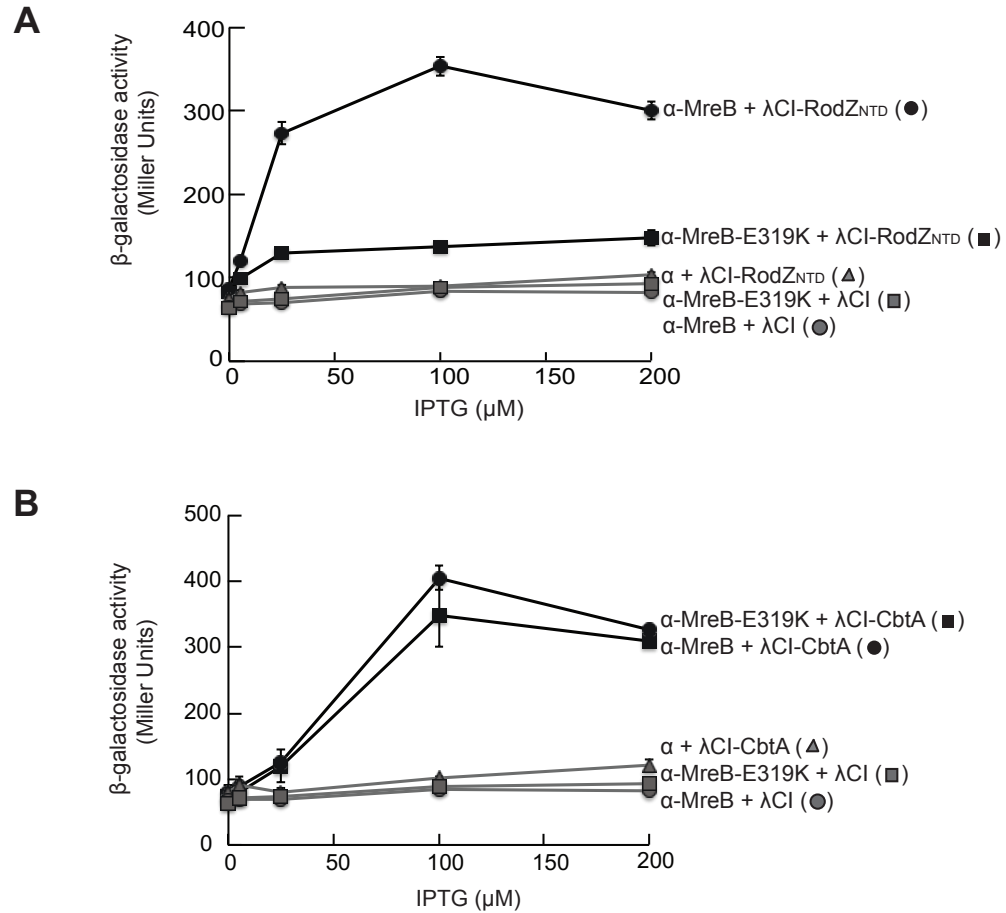 A
β-galactosidase activity
(Miller Units)
400
300
200
100
0
0 50 100 150 200
IPTG (µM)
α-MreB + λCI-RodZNTD (●)
α-MreB-E319K + λCI-RodZNTD (■)
α + λCI-RodZNTD (▲)
α-MreB-E319K + λCI (■)
α-MreB + λCI (●)
B
β-galactosidase activity
(Miller Units)
500
400
300
200
100
0
0 50 100 150 200
IPTG (µM)
α-MreB-E319K + λCI-CbtA (■)
α-MreB + λCI-CbtA (●)
α + λCI-CbtA (▲)
α-MreB-E319K + λCI (■)
α-MreB + λCI (●)